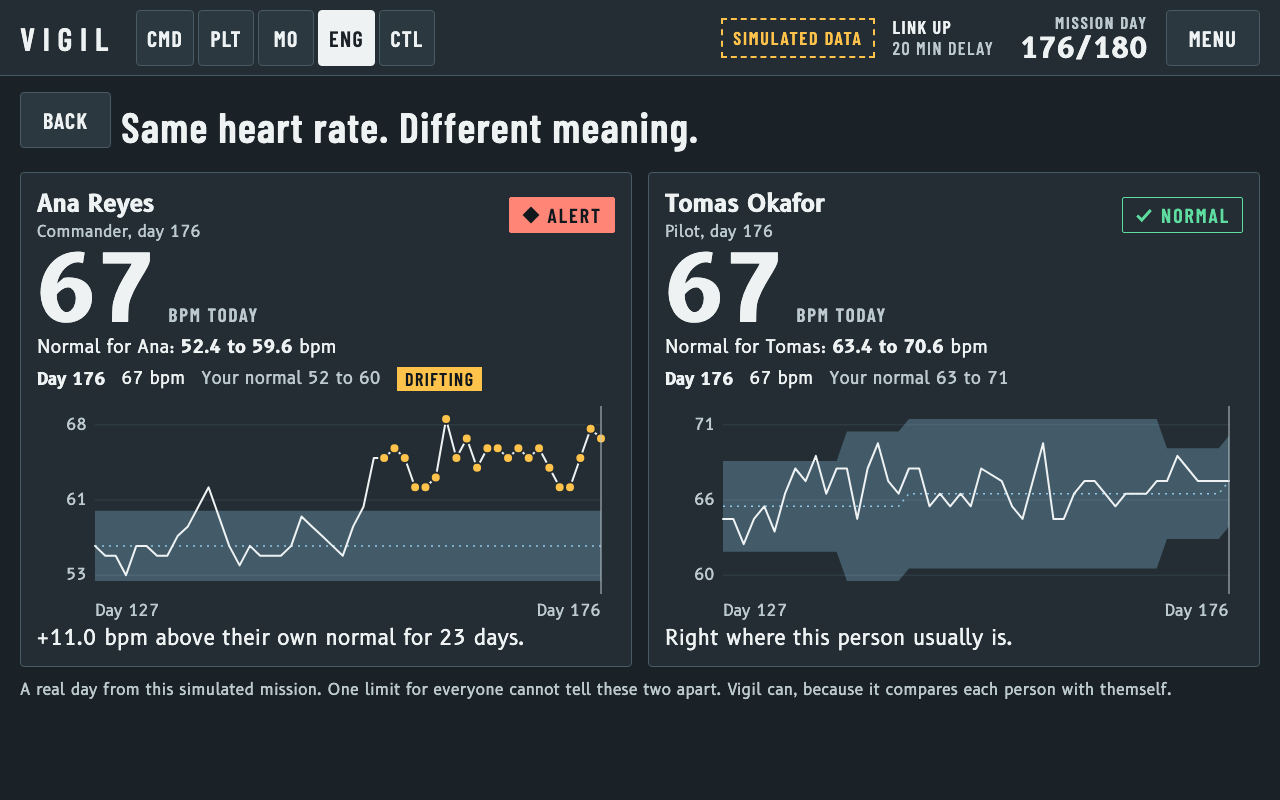 VIGIL CMD PLT MO ENG CTL SIMULATED DATA LINK UP MISSION DAY MENU
20 MIN DELAY 176/180
BACK Same heart rate. Different meaning.
Ana Reyes
ALERT
Commander, day 176
67 BPM TODAY
Normal for Ana: 52.4 to 59.6 bpm
Day 176 67 bpm Your normal 52 to 60 DRIFTING
68
61
53
Day 127 Day 176
+11.0 bpm above their own normal for 23 days.
Tomas Okafor
NORMAL
Pilot, day 176
67 BPM TODAY
Normal for Tomas: 63.4 to 70.6 bpm
Day 176 67 bpm Your normal 63 to 71
71
66
60
Day 127 Day 176
Right where this person usually is.
A real day from this simulated mission. One limit for everyone cannot tell these two apart. Vigil can, because it compares each person with themself.